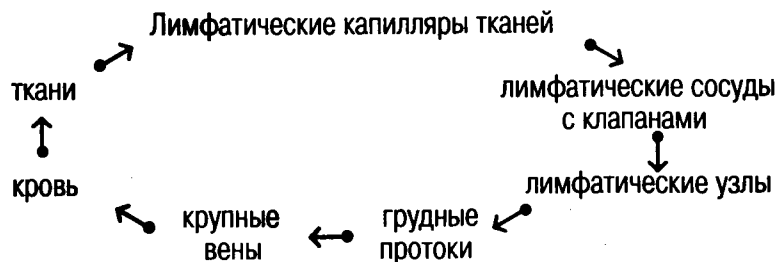 Лимфатические капилляры тканей
ткани
лимфатические сосуды
с клапанами
кровь
лимфатические узлы
крупные
вены
грудные
протоки